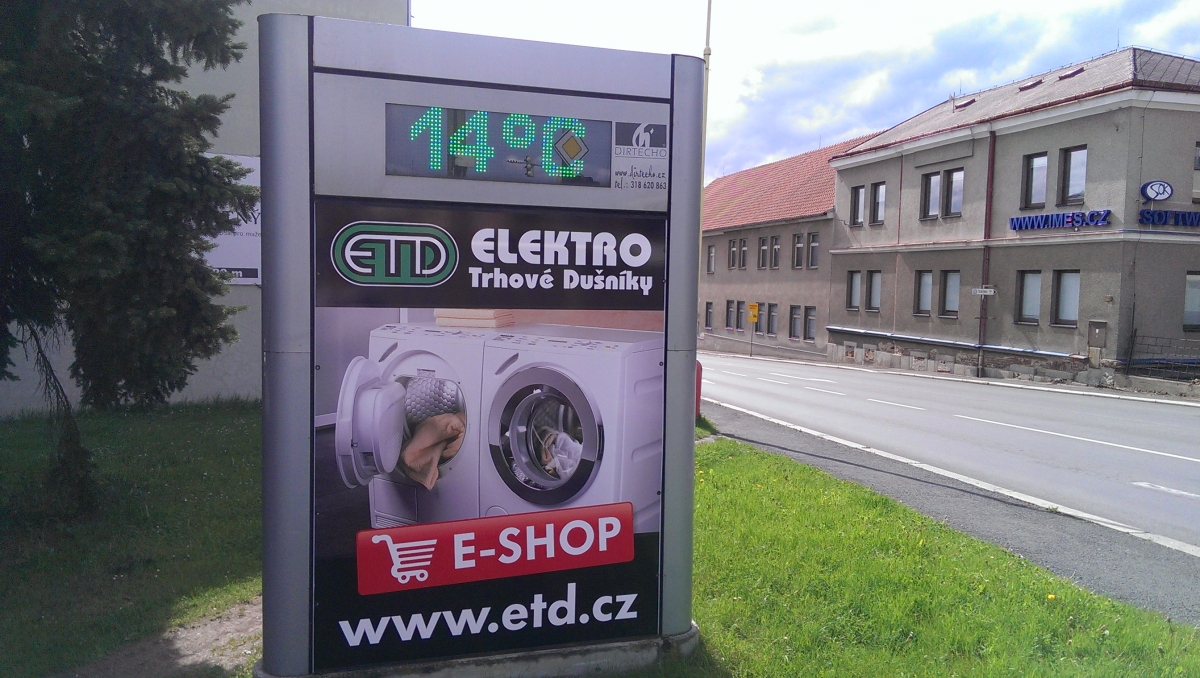 14°C
DIRTECHO
www.dirtecho.cz
tel.: 318 620 863
ETD
ELEKTRO
Trhové Dušníky
E-SHOP
www.etd.cz
WWW.IMES.CZ